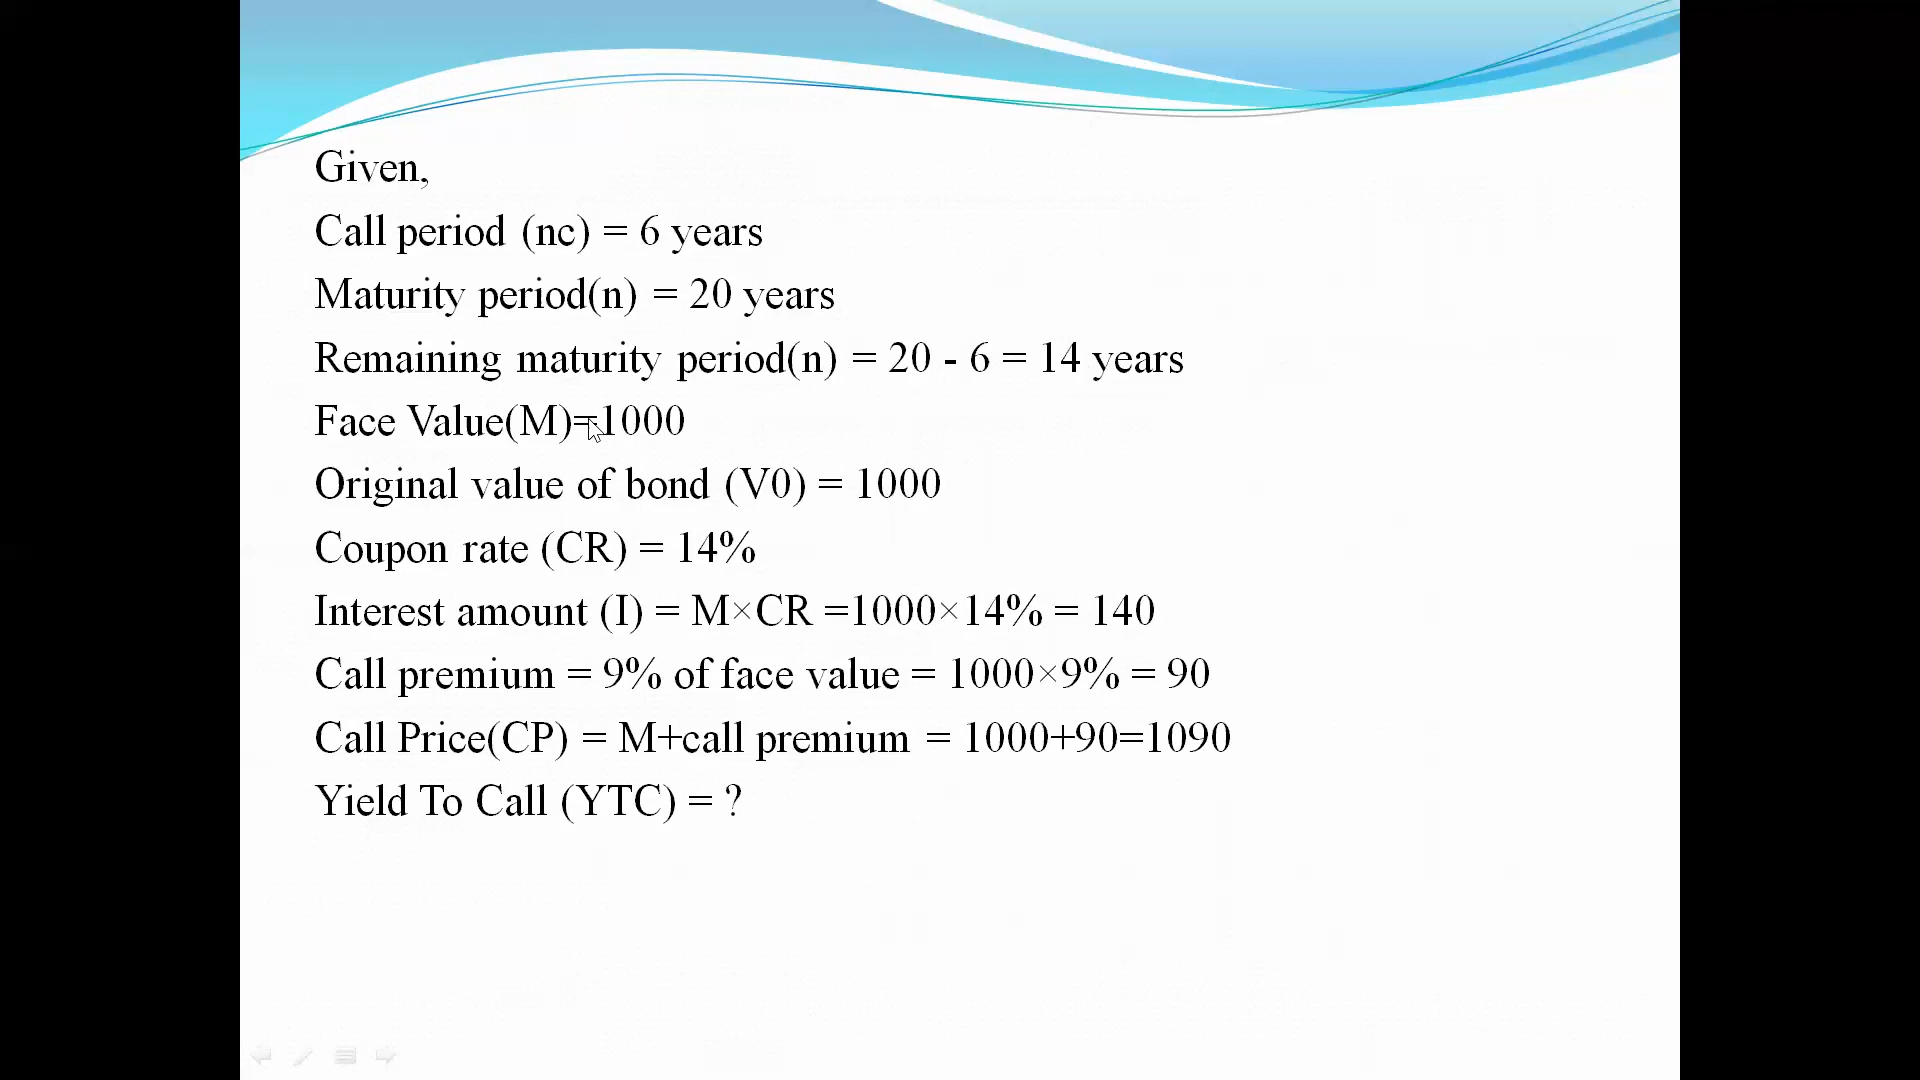 Given,
Call period (nc) = 6 years
Maturity period(n) = 20 years
Remaining maturity period(n) = 20 - 6 = 14 years
Face Value(M)=1000
Original value of bond (V0) = 1000
Coupon rate (CR) = 14%
Interest amount (I) = M×CR =1000×14% = 140
Call premium = 9% of face value = 1000×9% = 90
Call Price(CP) = M+call premium = 1000+90=1090
Yield To Call (YTC) = ?